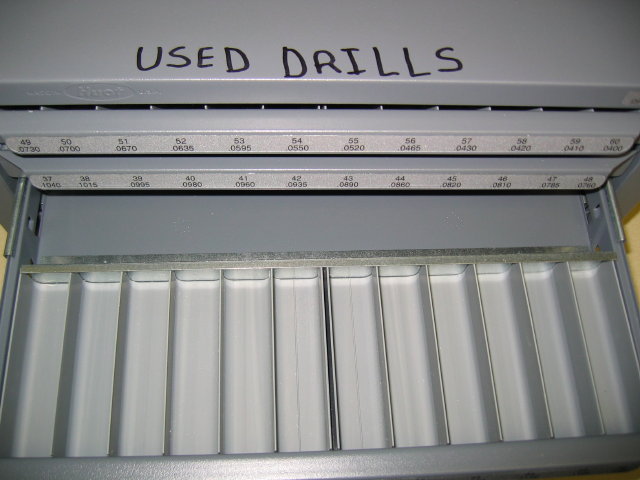 USED DRILLS
Huot
49 50 51 52 53 54 55 56 57 58 59 60
.0730 .0700 .0670 .0635 .0595 .0550 .0520 .0465 .0430 .0420 .0410 .0400
37 38 39 40 41 42 43 44 45 46 47 48
.1040 .1015 .0995 .0980 .0960 .0935 .0890 .0860 .0820 .0810 .0785 .0760